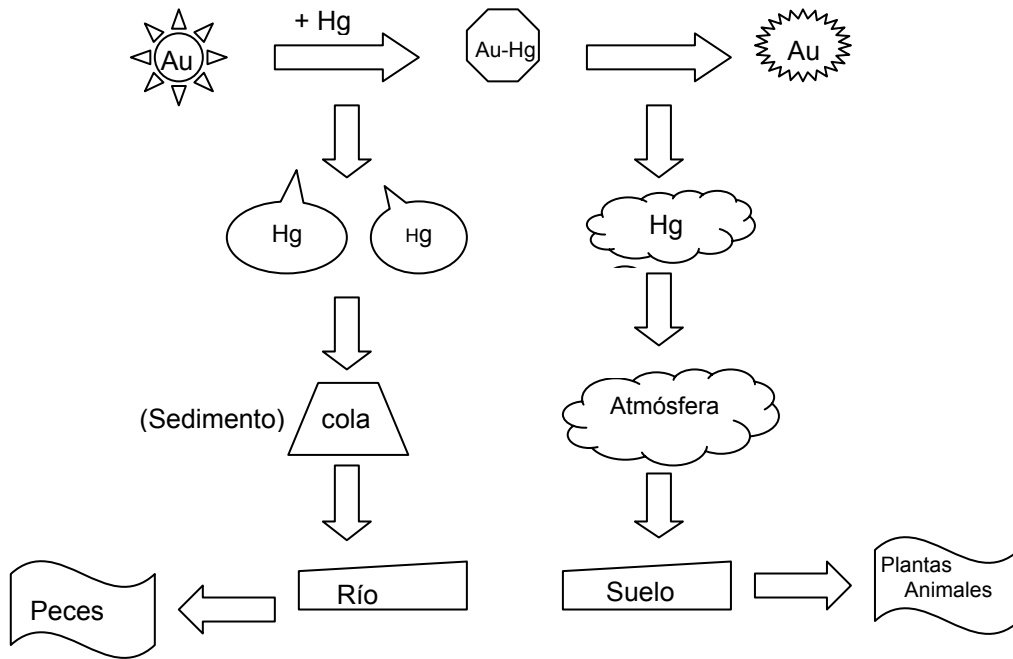 + Hg
Au
Au-Hg
Au
Hg
Hg
Hg
(Sedimento)
cola
Atmósfera
Peces
Río
Suelo
Plantas
Animales